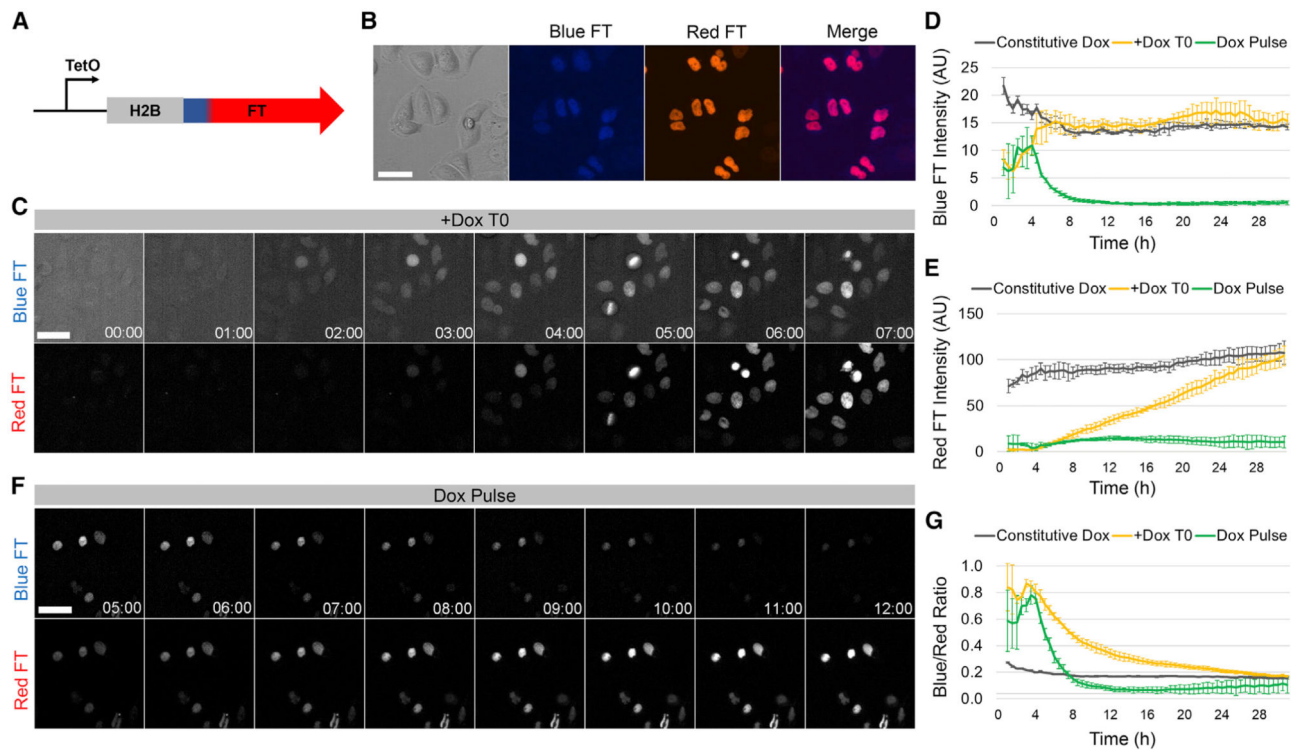 A
TetO
H2B
FT
B
Blue FT
Red FT
Merge
C
+Dox T0
Blue FT
00:00
01:00
02:00
03:00
04:00
05:00
06:00
07:00
Red FT
F
Dox Pulse
Blue FT
05:00
06:00
07:00
08:00
09:00
10:00
11:00
12:00
Red FT
D
Constitutive Dox +Dox T0 Dox Pulse
Blue FT Intensity (AU)
25
20
15
10
5
0
0 4 8 12 16 20 24 28
Time (h)
E
Constitutive Dox +Dox T0 Dox Pulse
Red FT Intensity (AU)
150
100
50
0
0 4 8 12 16 20 24 28
Time (h)
G
Constitutive Dox +Dox T0 Dox Pulse
Blue/Red Ratio
1.0
0.8
0.6
0.4
0.2
0.0
0 4 8 12 16 20 24 28
Time (h)